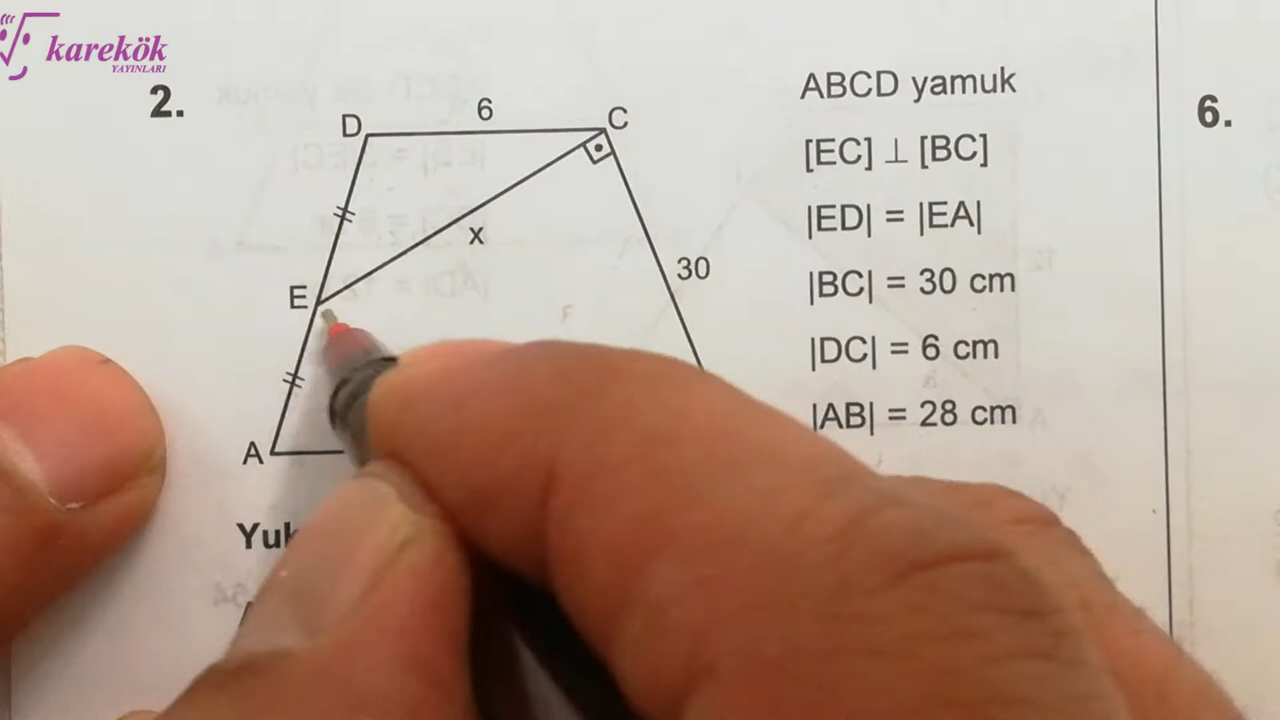 karekök
YAYINLARI
2.
D
6
C
ABCD yamuk
6.
[EC] ⊥ [BC]
|ED| = |EA|
x
E
30
|BC| = 30 cm
|DC| = 6 cm
|AB| = 28 cm
A